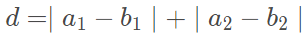 d =| a₁ − b₁ | + | a₂ − b₂ |